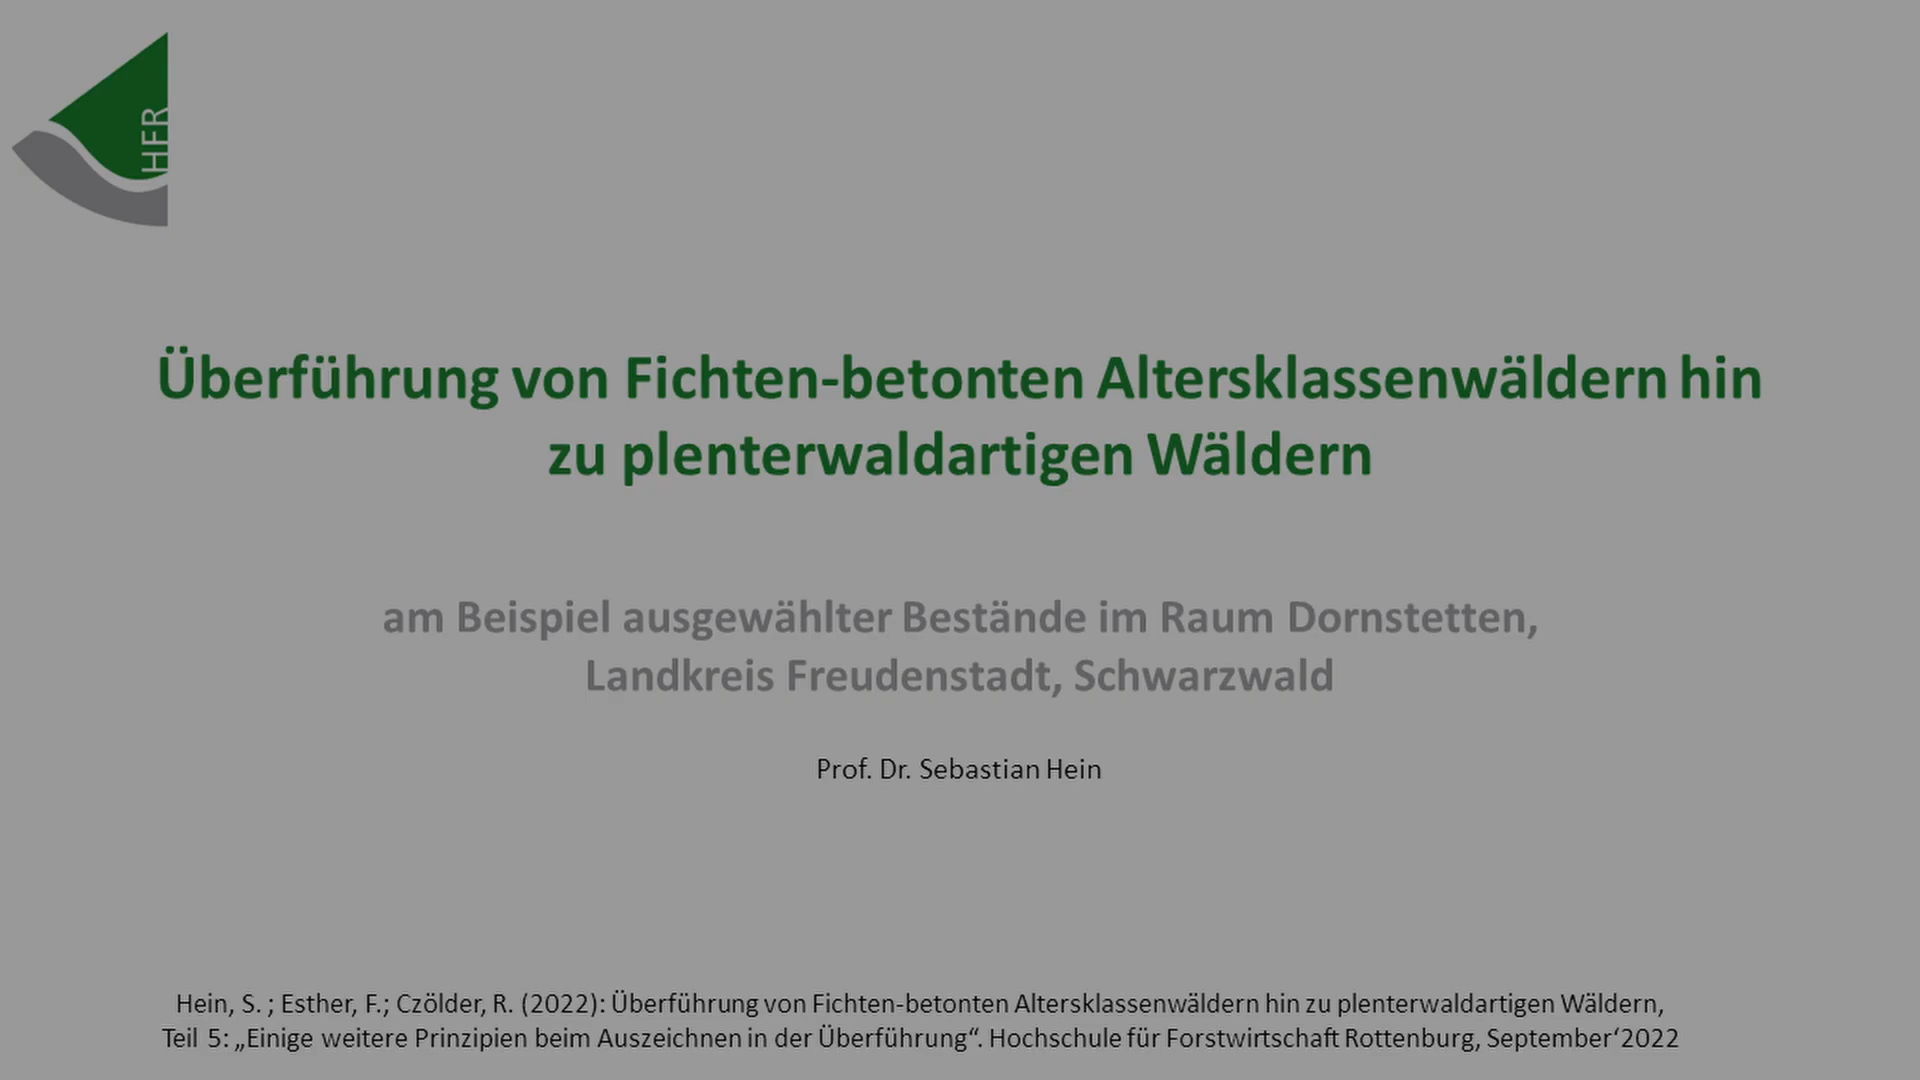 HFR
Überführung von Fichten-betonten Altersklassenwäldern hin
zu plenterwaldartigen Wäldern
am Beispiel ausgewählter Bestände im Raum Dornstetten,
Landkreis Freudenstadt, Schwarzwald
Prof. Dr. Sebastian Hein
Hein, S. ; Esther, F.; Czölder, R. (2022): Überführung von Fichten-betonten Altersklassenwäldern hin zu plenterwaldartigen Wäldern,
Teil 5: „Einige weitere Prinzipien beim Auszeichnen in der Überführung“. Hochschule für Forstwirtschaft Rottenburg, September‘2022